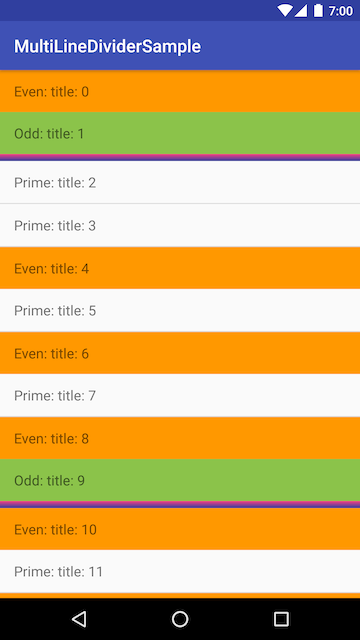 7:00
MultiLineDividerSample
Even: title: 0
Odd: title: 1
Prime: title: 2
Prime: title: 3
Even: title: 4
Prime: title: 5
Even: title: 6
Prime: title: 7
Even: title: 8
Odd: title: 9
Even: title: 10
Prime: title: 11